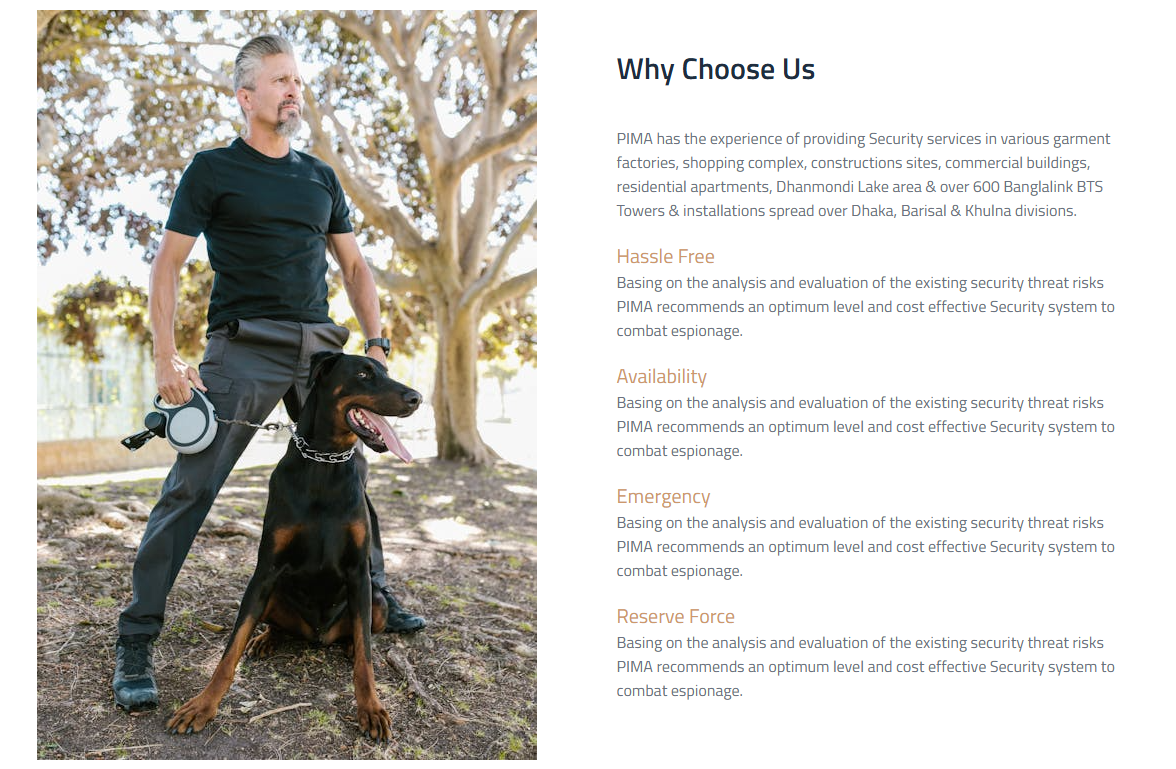 Why Choose Us
PIMA has the experience of providing Security services in various garment
factories, shopping complex, constructions sites, commercial buildings,
residential apartments, Dhanmondi Lake area & over 600 Banglalink BTS
Towers & installations spread over Dhaka, Barisal & Khulna divisions.
Hassle Free
Basing on the analysis and evaluation of the existing security threat risks
PIMA recommends an optimum level and cost effective Security system to
combat espionage.
Availability
Basing on the analysis and evaluation of the existing security threat risks
PIMA recommends an optimum level and cost effective Security system to
combat espionage.
Emergency
Basing on the analysis and evaluation of the existing security threat risks
PIMA recommends an optimum level and cost effective Security system to
combat espionage.
Reserve Force
Basing on the analysis and evaluation of the existing security threat risks
PIMA recommends an optimum level and cost effective Security system to
combat espionage.